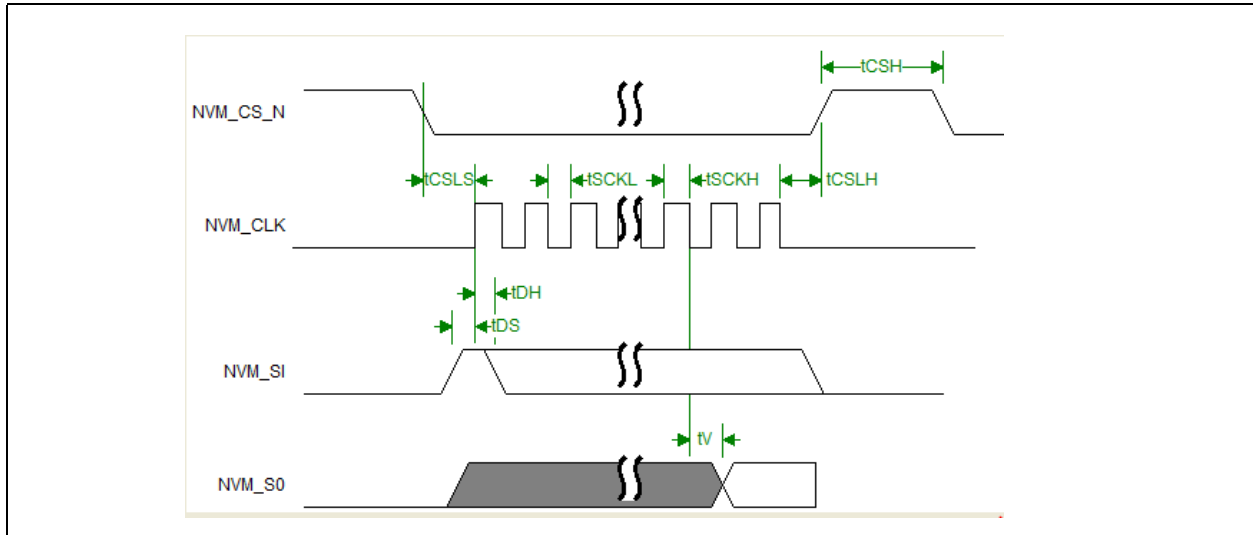 tCSH
NVM_CS_N
tCSLS
tSCKL
tSCKH
tCSLH
NVM_CLK
tDH
tDS
NVM_SI
tV
NVM_S0